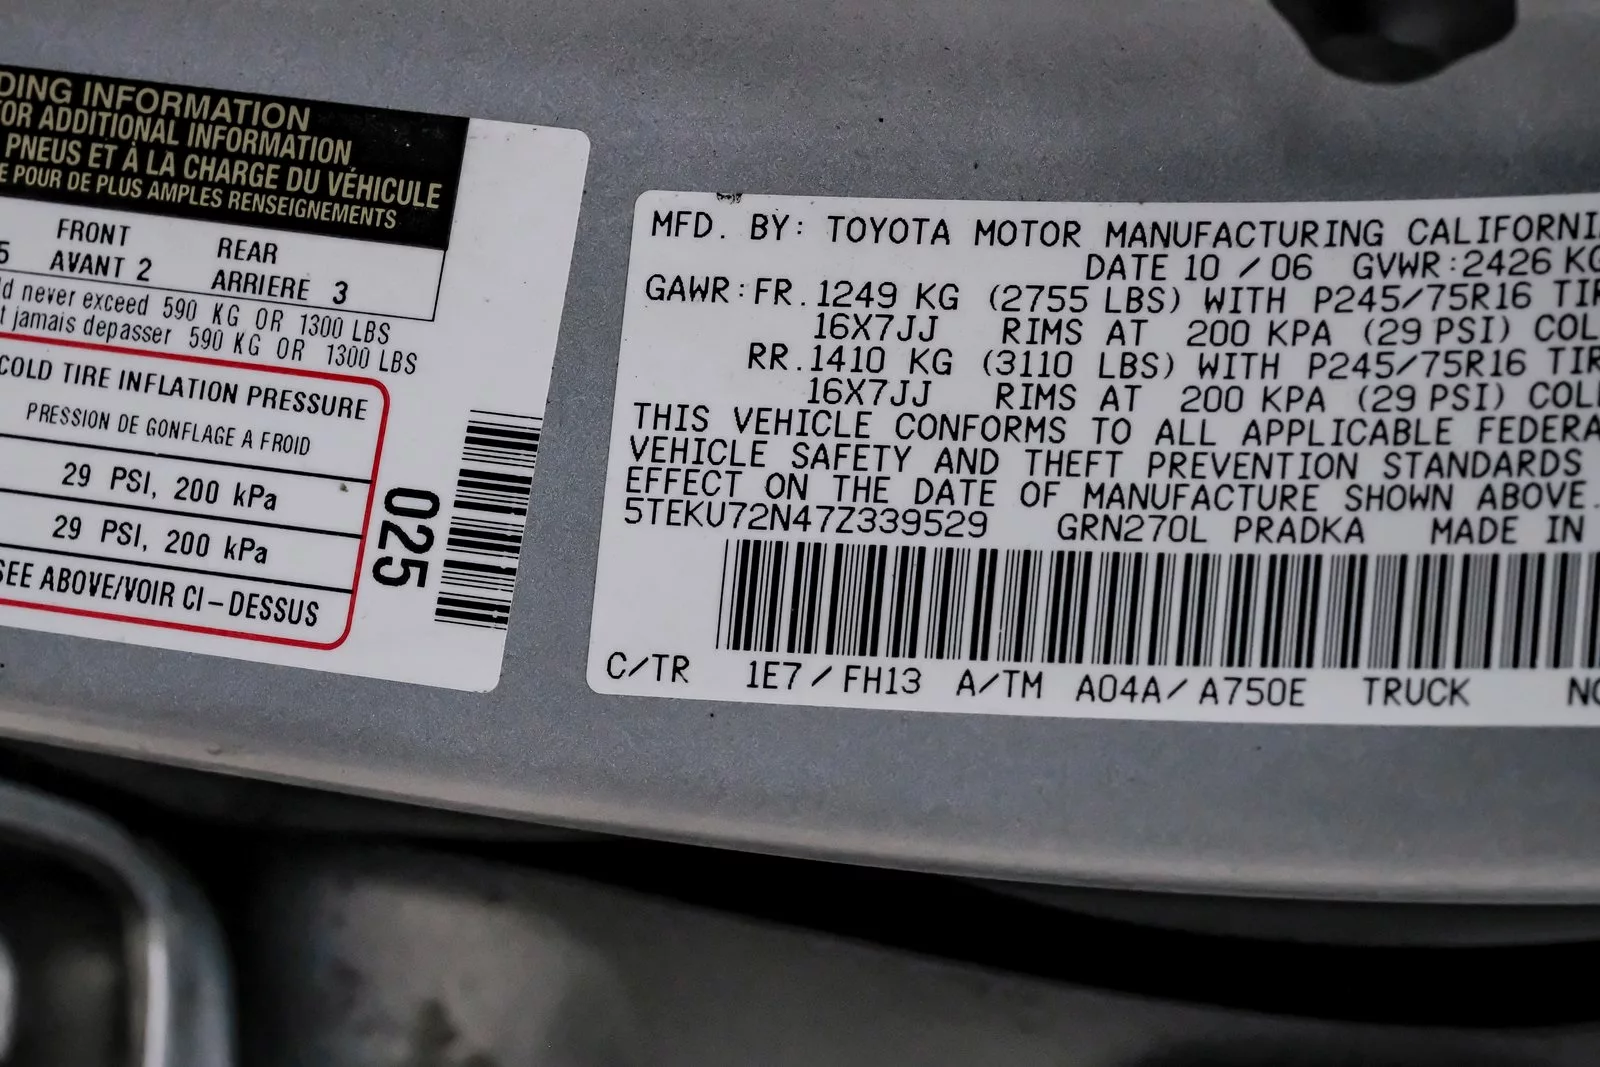 DING INFORMATION
OR ADDITIONAL INFORMATION
PNEUS ET À LA CHARGE DU VÉHICULE
E POUR DE PLUS AMPLES RENSEIGNEMENTS
FRONT REAR
5 AVANT 2 ARRIERE 3
ld never exceed 590 KG OR 1300 LBS
t jamais depasser 590 KG OR 1300 LBS
COLD TIRE INFLATION PRESSURE
PRESSION DE GONFLAGE A FROID
29 PSI, 200 kPa
29 PSI, 200 kPa
SEE ABOVE/VOIR CI-DESSUS
025
MFD. BY: TOYOTA MOTOR MANUFACTURING CALIFORNI
DATE 10 / 06 GVWR:2426 KG
GAWR:FR. 1249 KG (2755 LBS) WITH P245/75R16 TIR
16X7JJ RIMS AT 200 KPA (29 PSI) COL
RR. 1410 KG (3110 LBS) WITH P245/75R16 TIR
16X7JJ RIMS AT 200 KPA (29 PSI) COL
THIS VEHICLE CONFORMS TO ALL APPLICABLE FEDERA
VEHICLE SAFETY AND THEFT PREVENTION STANDARDS
EFFECT ON THE DATE OF MANUFACTURE SHOWN ABOVE.
5TEKU72N47Z339529 GRN270L PRADKA MADE IN
C/TR 1E7 / FH13 A/TM A04A/ A750E TRUCK NO